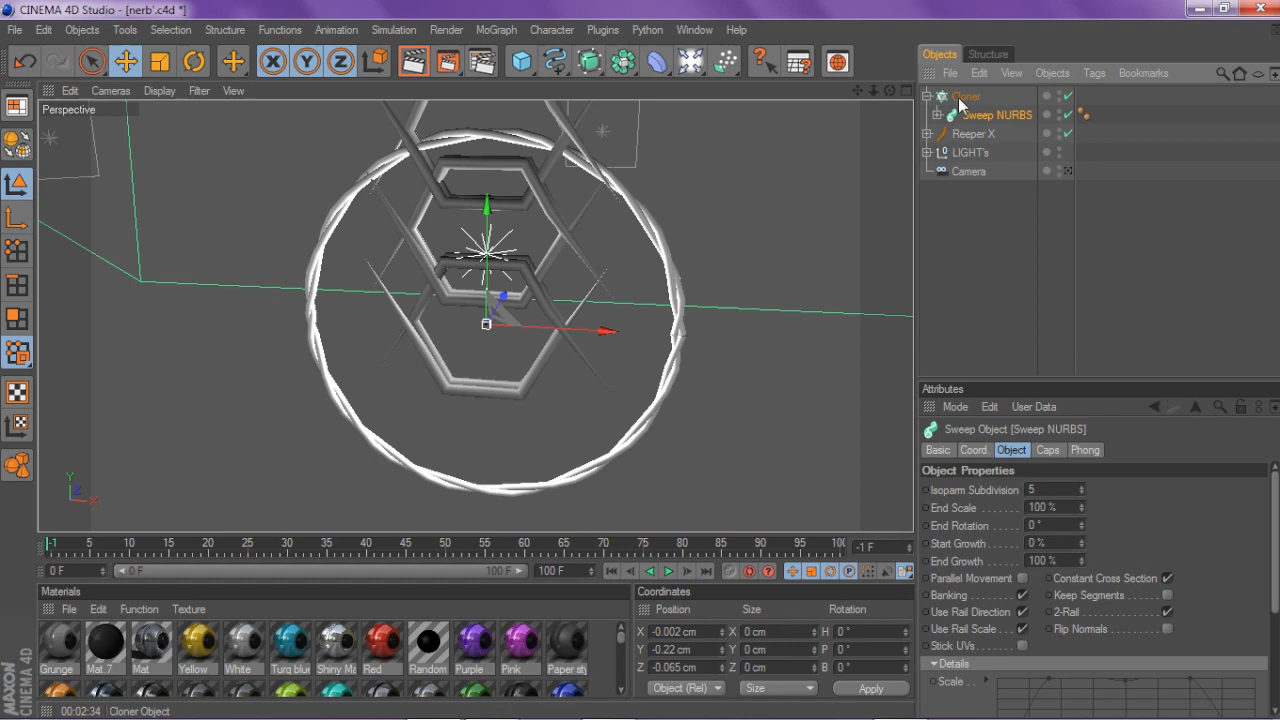 CINEMA 4D Studio - [nerb'.c4d *]
File Edit Objects Tools Selection Structure Functions Animation Simulation Render MoGraph Character Plugins Python Window Help
X Y Z
Edit Cameras Display Filter View
Perspective
Y
Z
X
-1 5 10 15 20 25 30 35 40 45 50 55 60 65 70 75 80 85 90 95 100 -1 F
0 F 0 F 100 F 100 F
P
Materials
File Edit Function Texture
Grunge Mat.7 Mat Yellow White Turq blue Shiny Ma Red Random Purple Pink Paper sty
Coordinates
Position Size Rotation
X -0.002 cm X 0 cm H 0 °
Y -0.22 cm Y 0 cm P 0 °
Z -0.065 cm Z 0 cm B 0 °
Object (Rel) Size Apply
MAXON
CINEMA 4D
00:02:34 Cloner Object
Objects Structure
File Edit View Objects Tags Bookmarks
Cloner
Sweep NURBS
Reeper X
LIGHT's
Camera
Attributes
Mode Edit User Data
Sweep Object [Sweep NURBS]
Basic Coord. Object Caps Phong
Object Properties
Isoparm Subdivision 5
End Scale 100 %
End Rotation 0 °
Start Growth 0 %
End Growth 100 %
Parallel Movement Constant Cross Section
Banking Keep Segments
Use Rail Direction 2-Rail
Use Rail Scale Flip Normals
Stick UVs
Details
Scale